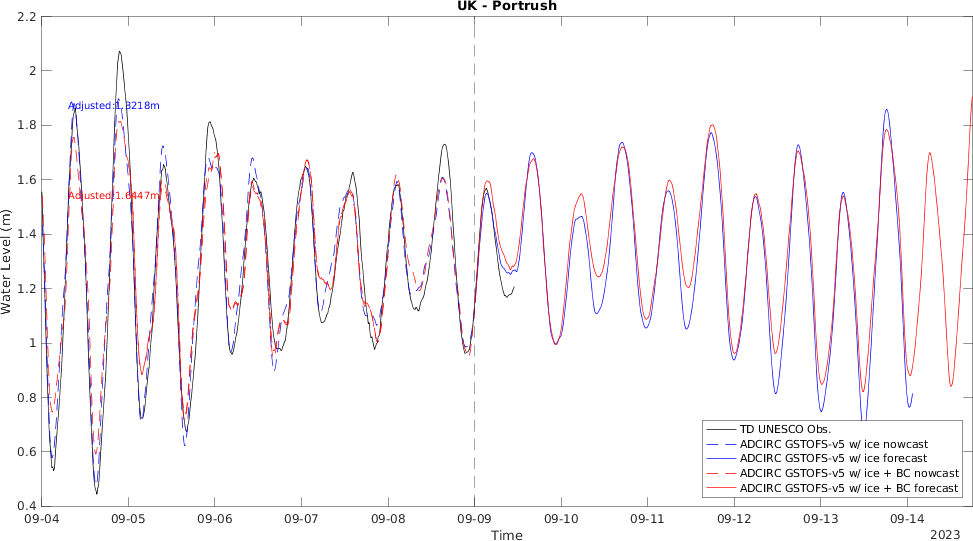 UK - Portrush
2.2
2
1.8
1.6
1.4
1.2
1
0.8
0.6
0.4
Water Level (m)
Adjusted:1.3218m
Adjusted:1.6447m
TD UNESCO Obs.
ADCIRC GSTOFS-v5 w/ ice nowcast
ADCIRC GSTOFS-v5 w/ ice forecast
ADCIRC GSTOFS-v5 w/ ice + BC nowcast
ADCIRC GSTOFS-v5 w/ ice + BC forecast
09-04 09-05 09-06 09-07 09-08 09-09 09-10 09-11 09-12 09-13 09-14
Time
2023